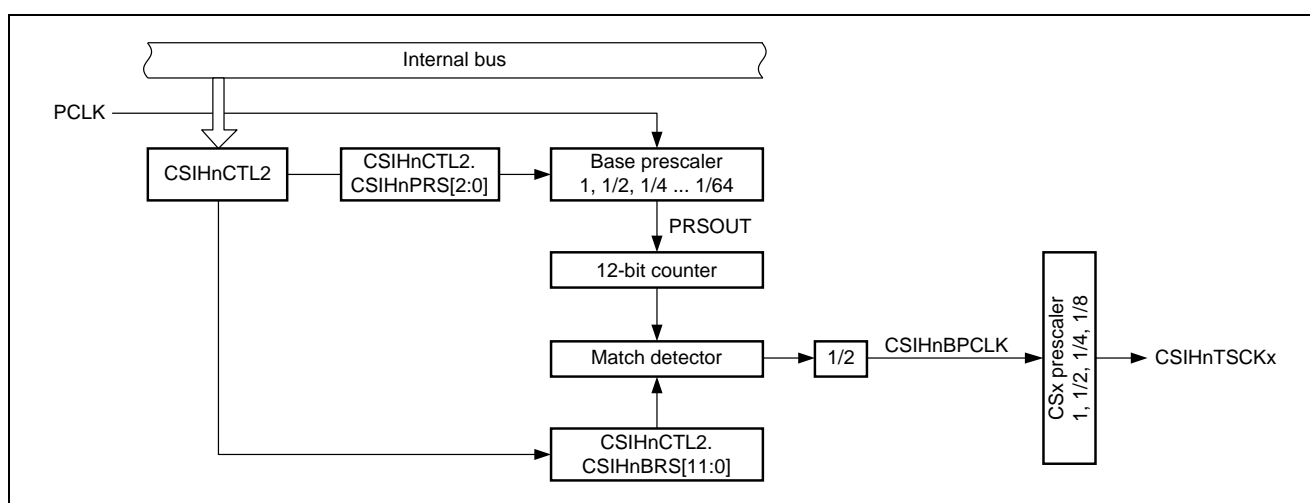 Internal bus
PCLK
CSIHnCTL2
CSIHnCTL2.
CSIHnPRS[2:0]
Base prescaler
1, 1/2, 1/4 ... 1/64
PRSOUT
12-bit counter
Match detector
1/2
CSIHnBPCLK
CSx prescaler
1, 1/2, 1/4, 1/8
CSIHnTSCKx
CSIHnCTL2.
CSIHnBRS[11:0]